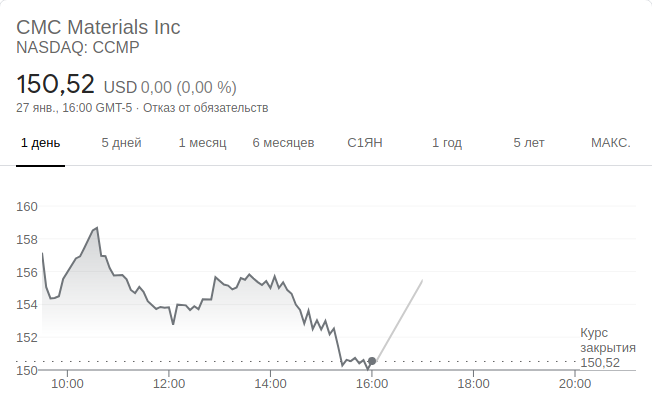 CMC Materials Inc
NASDAQ: CCMP
150,52 USD 0,00 (0,00 %)
27 янв., 16:00 GMT-5 · Отказ от обязательств
1 день 5 дней 1 месяц 6 месяцев С1ЯН 1 год 5 лет МАКС.
160
158
156
154
152
150
Курс
закрытия
150,52
10:00 12:00 14:00 16:00 18:00 20:00